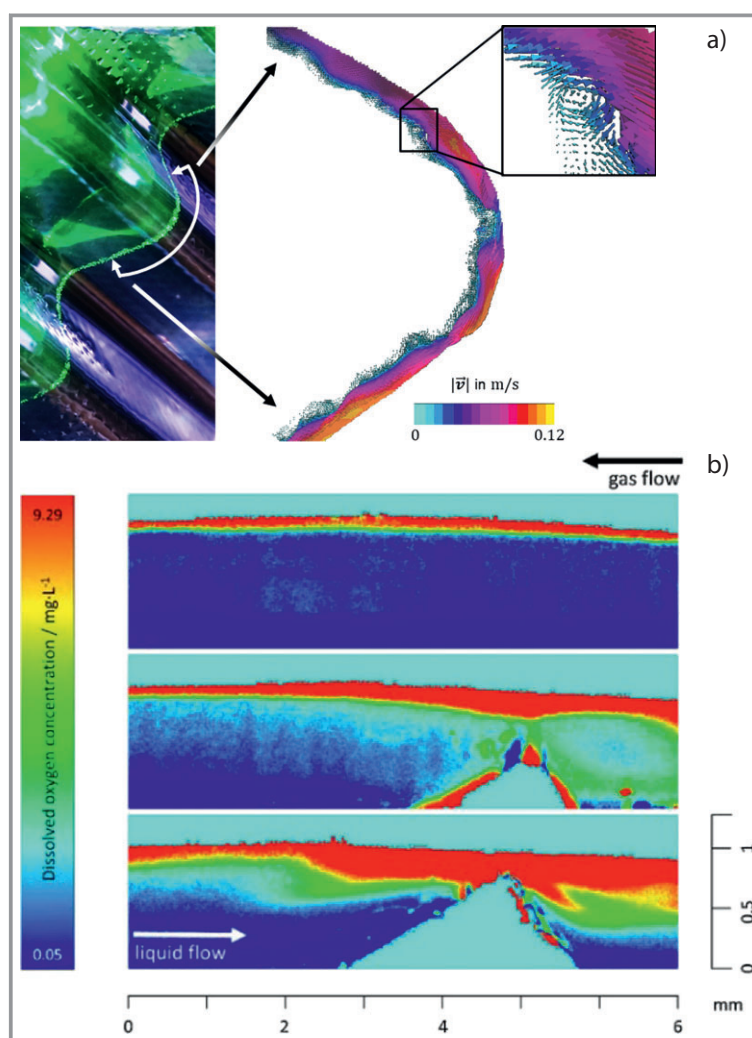 a)
|v⃗| in m/s
0 0.12
b)
gas flow
9.29
Dissolved oxygen concentration / mg·L⁻¹
0.05
liquid flow
1
0.5
0
mm
0 2 4 6